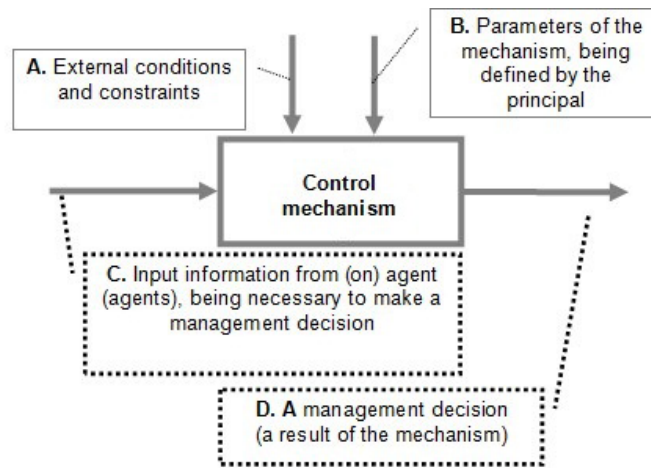 A. External conditions
and constraints
B. Parameters of the
mechanism, being
defined by the
principal
Control
mechanism
C. Input information from (on) agent
(agents), being necessary to make a
management decision
D. A management decision
(a result of the mechanism)